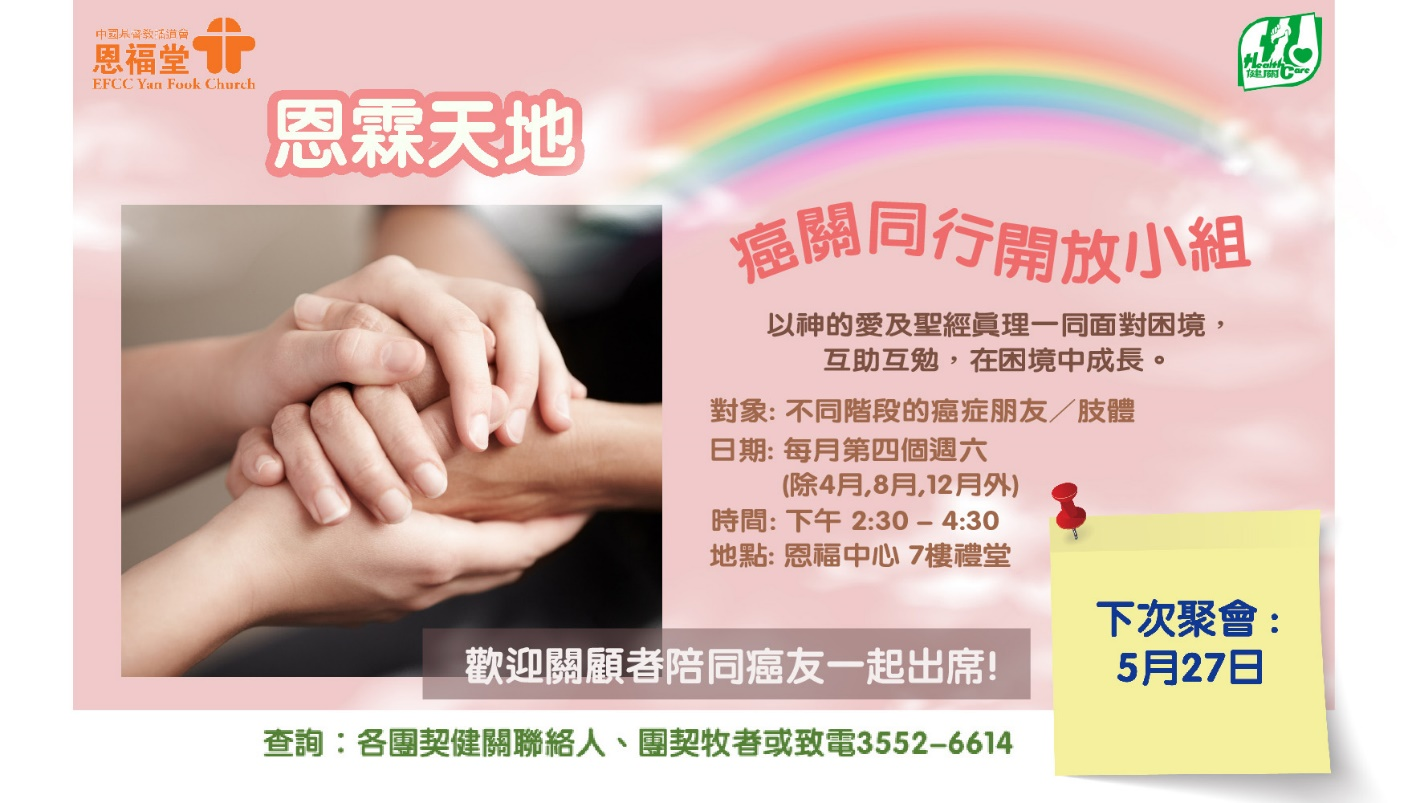 中國基督教播道會
恩福堂
EFCC Yan Fook Church
Health
健關 Care
恩霖天地
癌關同行開放小組
以神的愛及聖經真理一同面對困境，
互助互勉，在困境中成長。
對象: 不同階段的癌症朋友／肢體
日期: 每月第四個週六
(除4月,8月,12月外)
時間: 下午 2:30 – 4:30
地點: 恩福中心 7樓禮堂
下次聚會 :
5月27日
歡迎關顧者陪同癌友一起出席!
查詢：各團契健關聯絡人、團契牧者或致電3552–6614